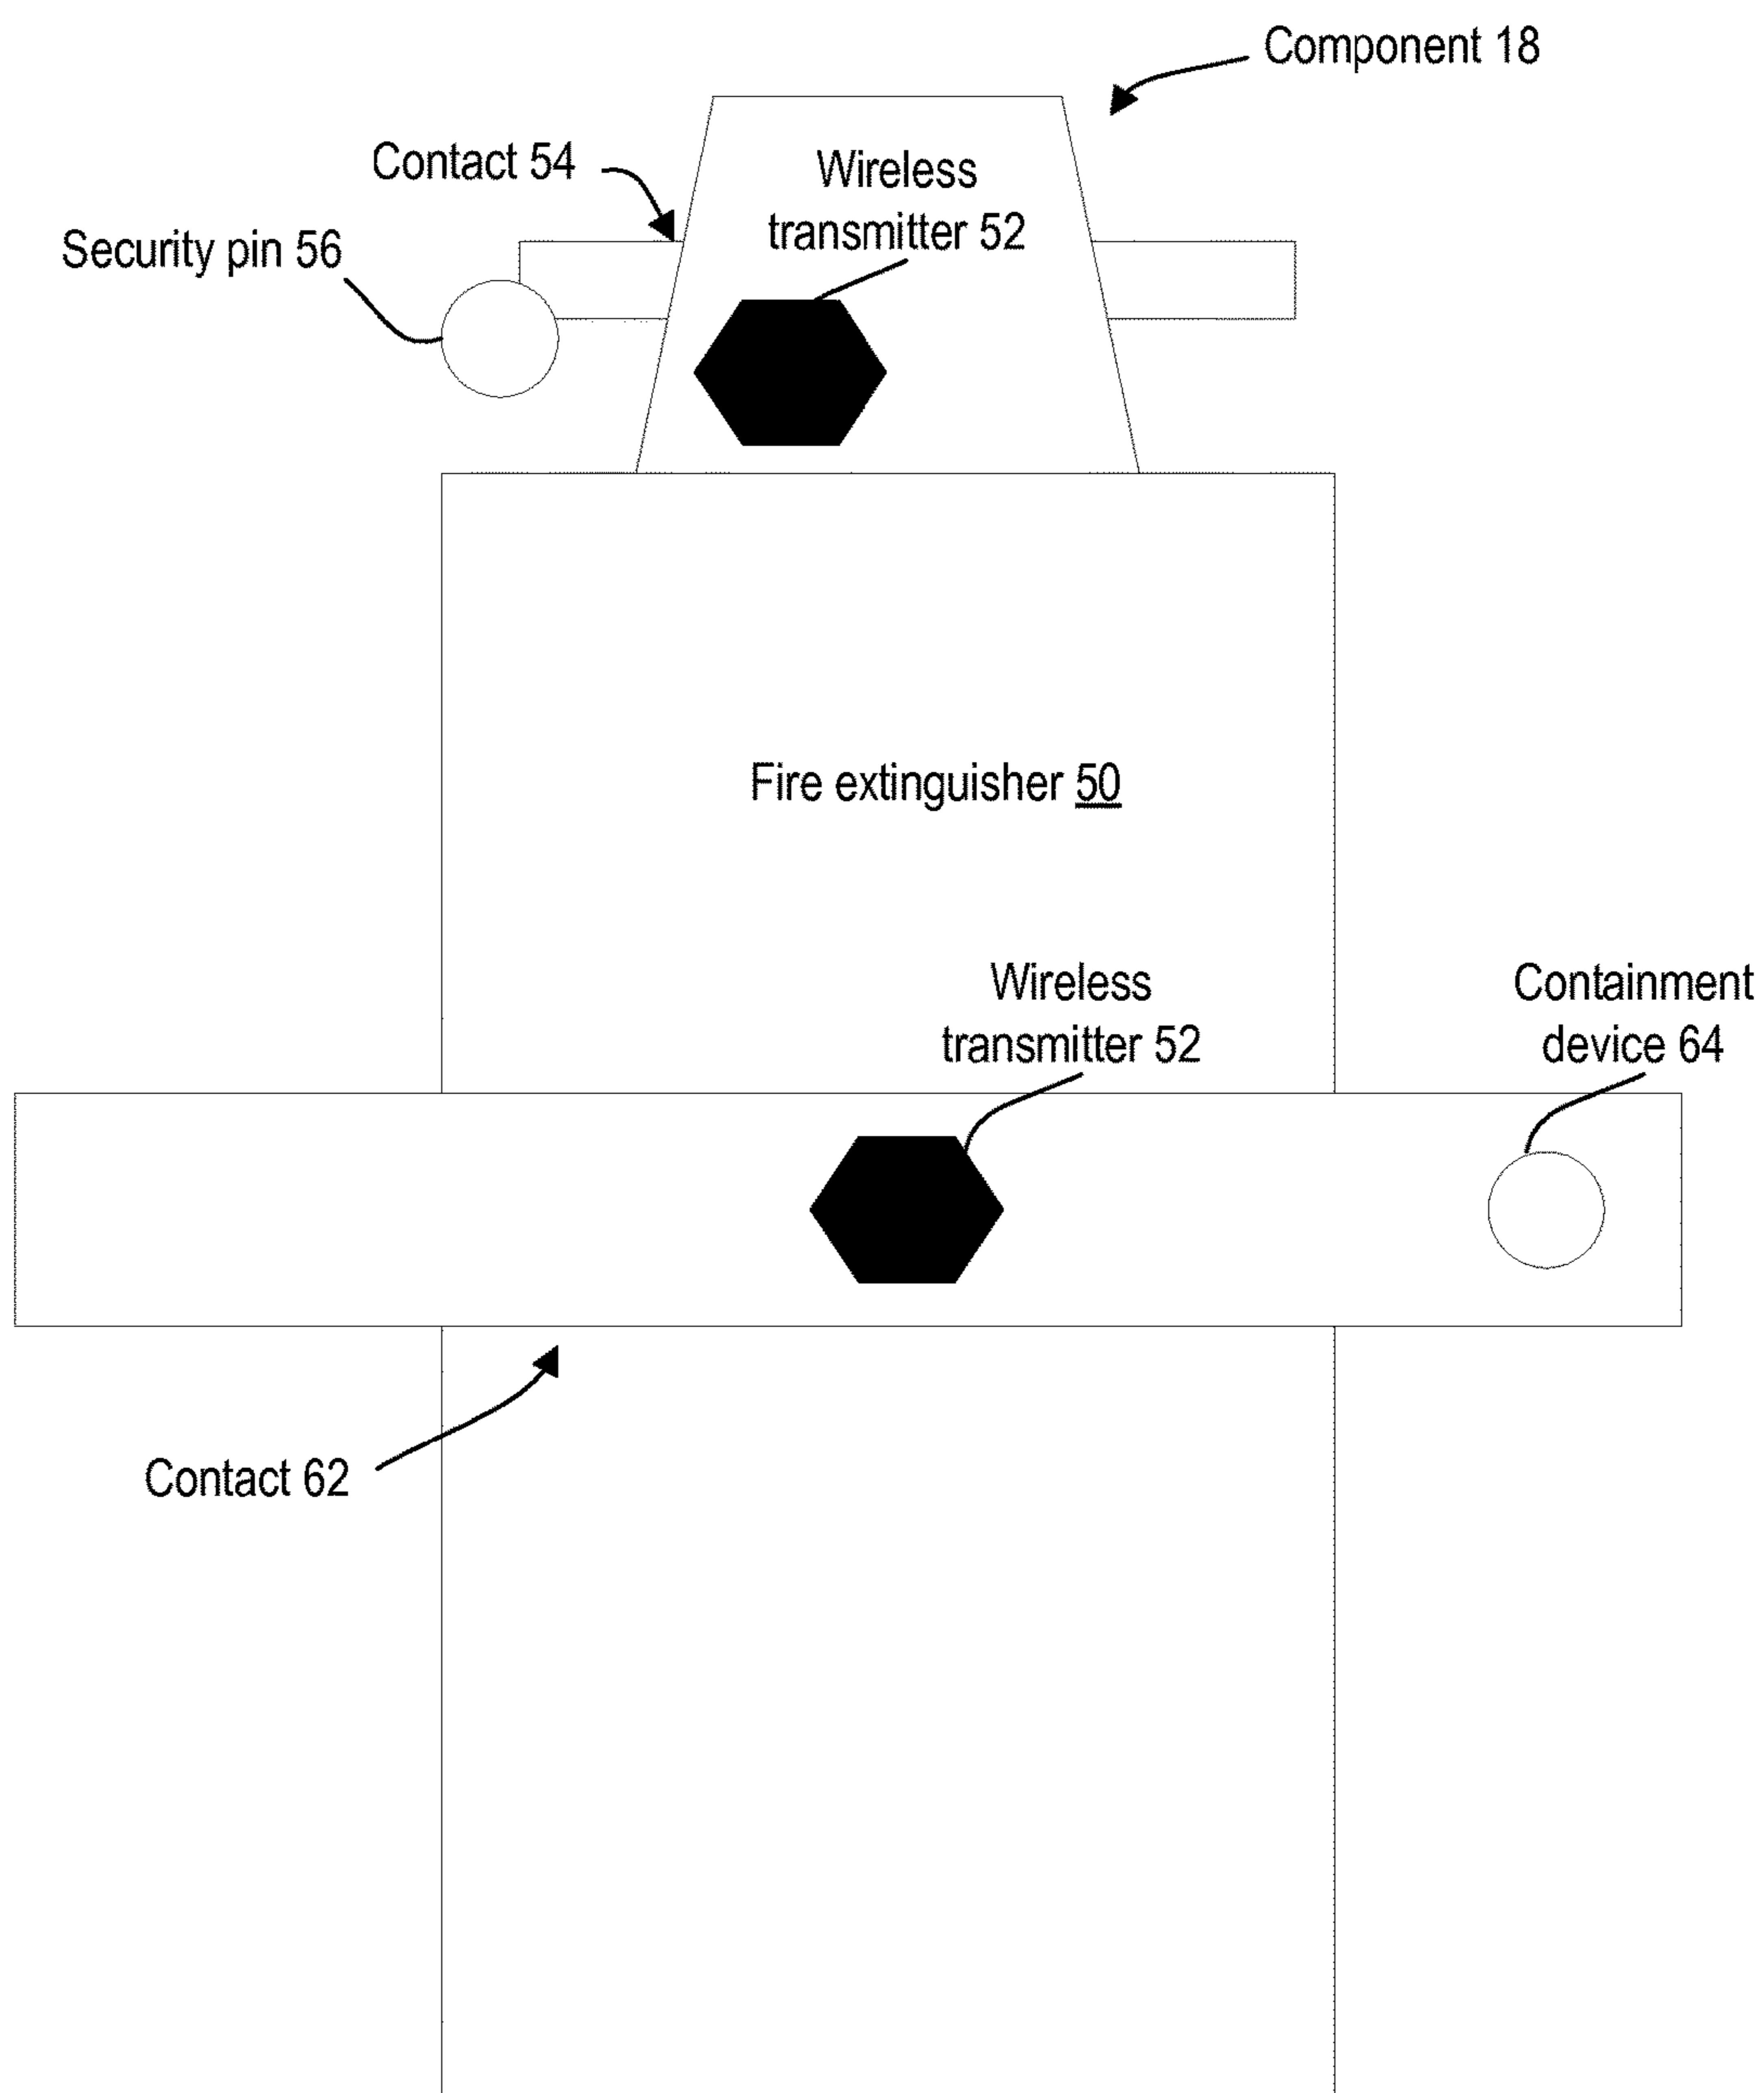 Component 18
Contact 54
Wireless
transmitter 52
Security pin 56
Fire extinguisher 50
Wireless
transmitter 52
Containment
device 64
Contact 62